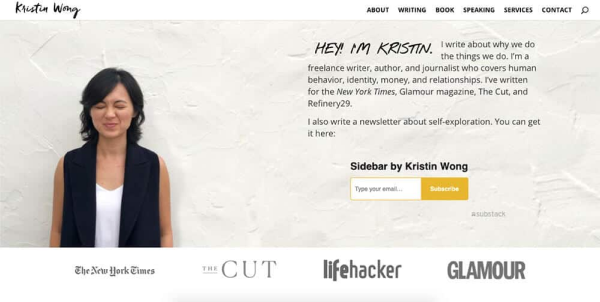 Kristin Wong
ABOUT WRITING BOOK SPEAKING SERVICES CONTACT
HEY! I'M KRISTIN. I write about why we do
the things we do. I'm a
freelance writer, author, and journalist who covers human
behavior, identity, money, and relationships. I've written
for the New York Times, Glamour magazine, The Cut, and
Refinery29.
I also write a newsletter about self-exploration. You can get
it here:
Sidebar by Kristin Wong
Type your email... Subscribe
substack
The New York Times
THE CUT
lifehacker
GLAMOUR